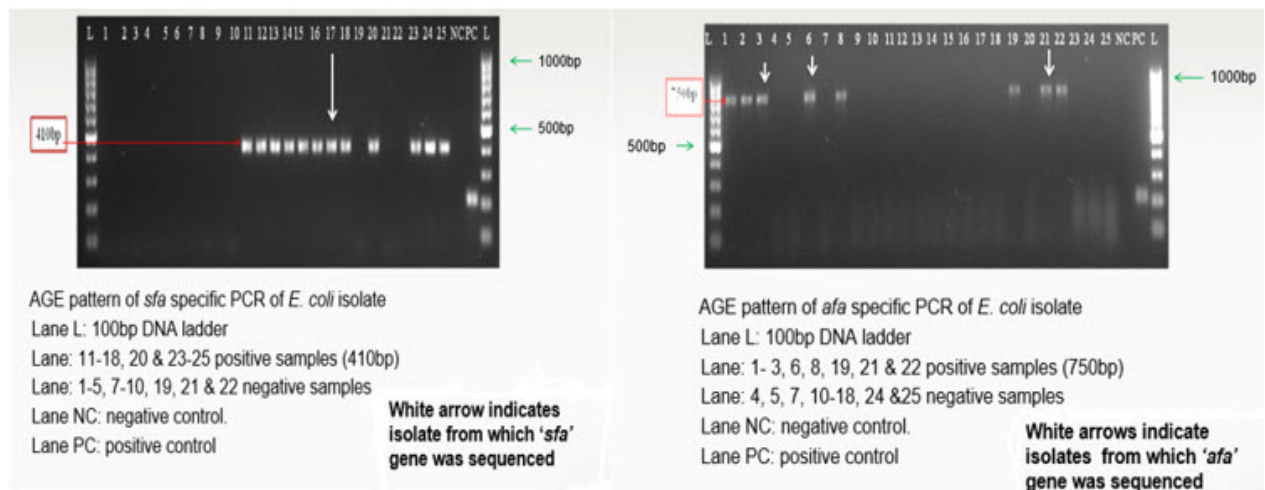 L 1 2 3 4 5 6 7 8 9 10 11 12 13 14 15 16 17 18 19 20 21 22 23 24 25 NC PC L
1000bp
410bp
500bp
AGE pattern of sfa specific PCR of E. coli isolate
Lane L: 100bp DNA ladder
Lane: 11-18, 20 & 23-25 positive samples (410bp)
Lane: 1-5, 7-10, 19, 21 & 22 negative samples
Lane NC: negative control.
Lane PC: positive control
White arrow indicates
isolate from which 'sfa'
gene was sequenced
L 1 2 3 4 5 6 7 8 9 10 11 12 13 14 15 16 17 18 19 20 21 22 23 24 25 NC PC L
1000bp
500bp
AGE pattern of afa specific PCR of E. coli isolate
Lane L: 100bp DNA ladder
Lane: 1- 3, 6, 8, 19, 21 & 22 positive samples (750bp)
Lane: 4, 5, 7, 10-18, 24 &25 negative samples
Lane NC: negative control.
Lane PC: positive control
White arrows indicate
isolates from which 'afa'
gene was sequenced